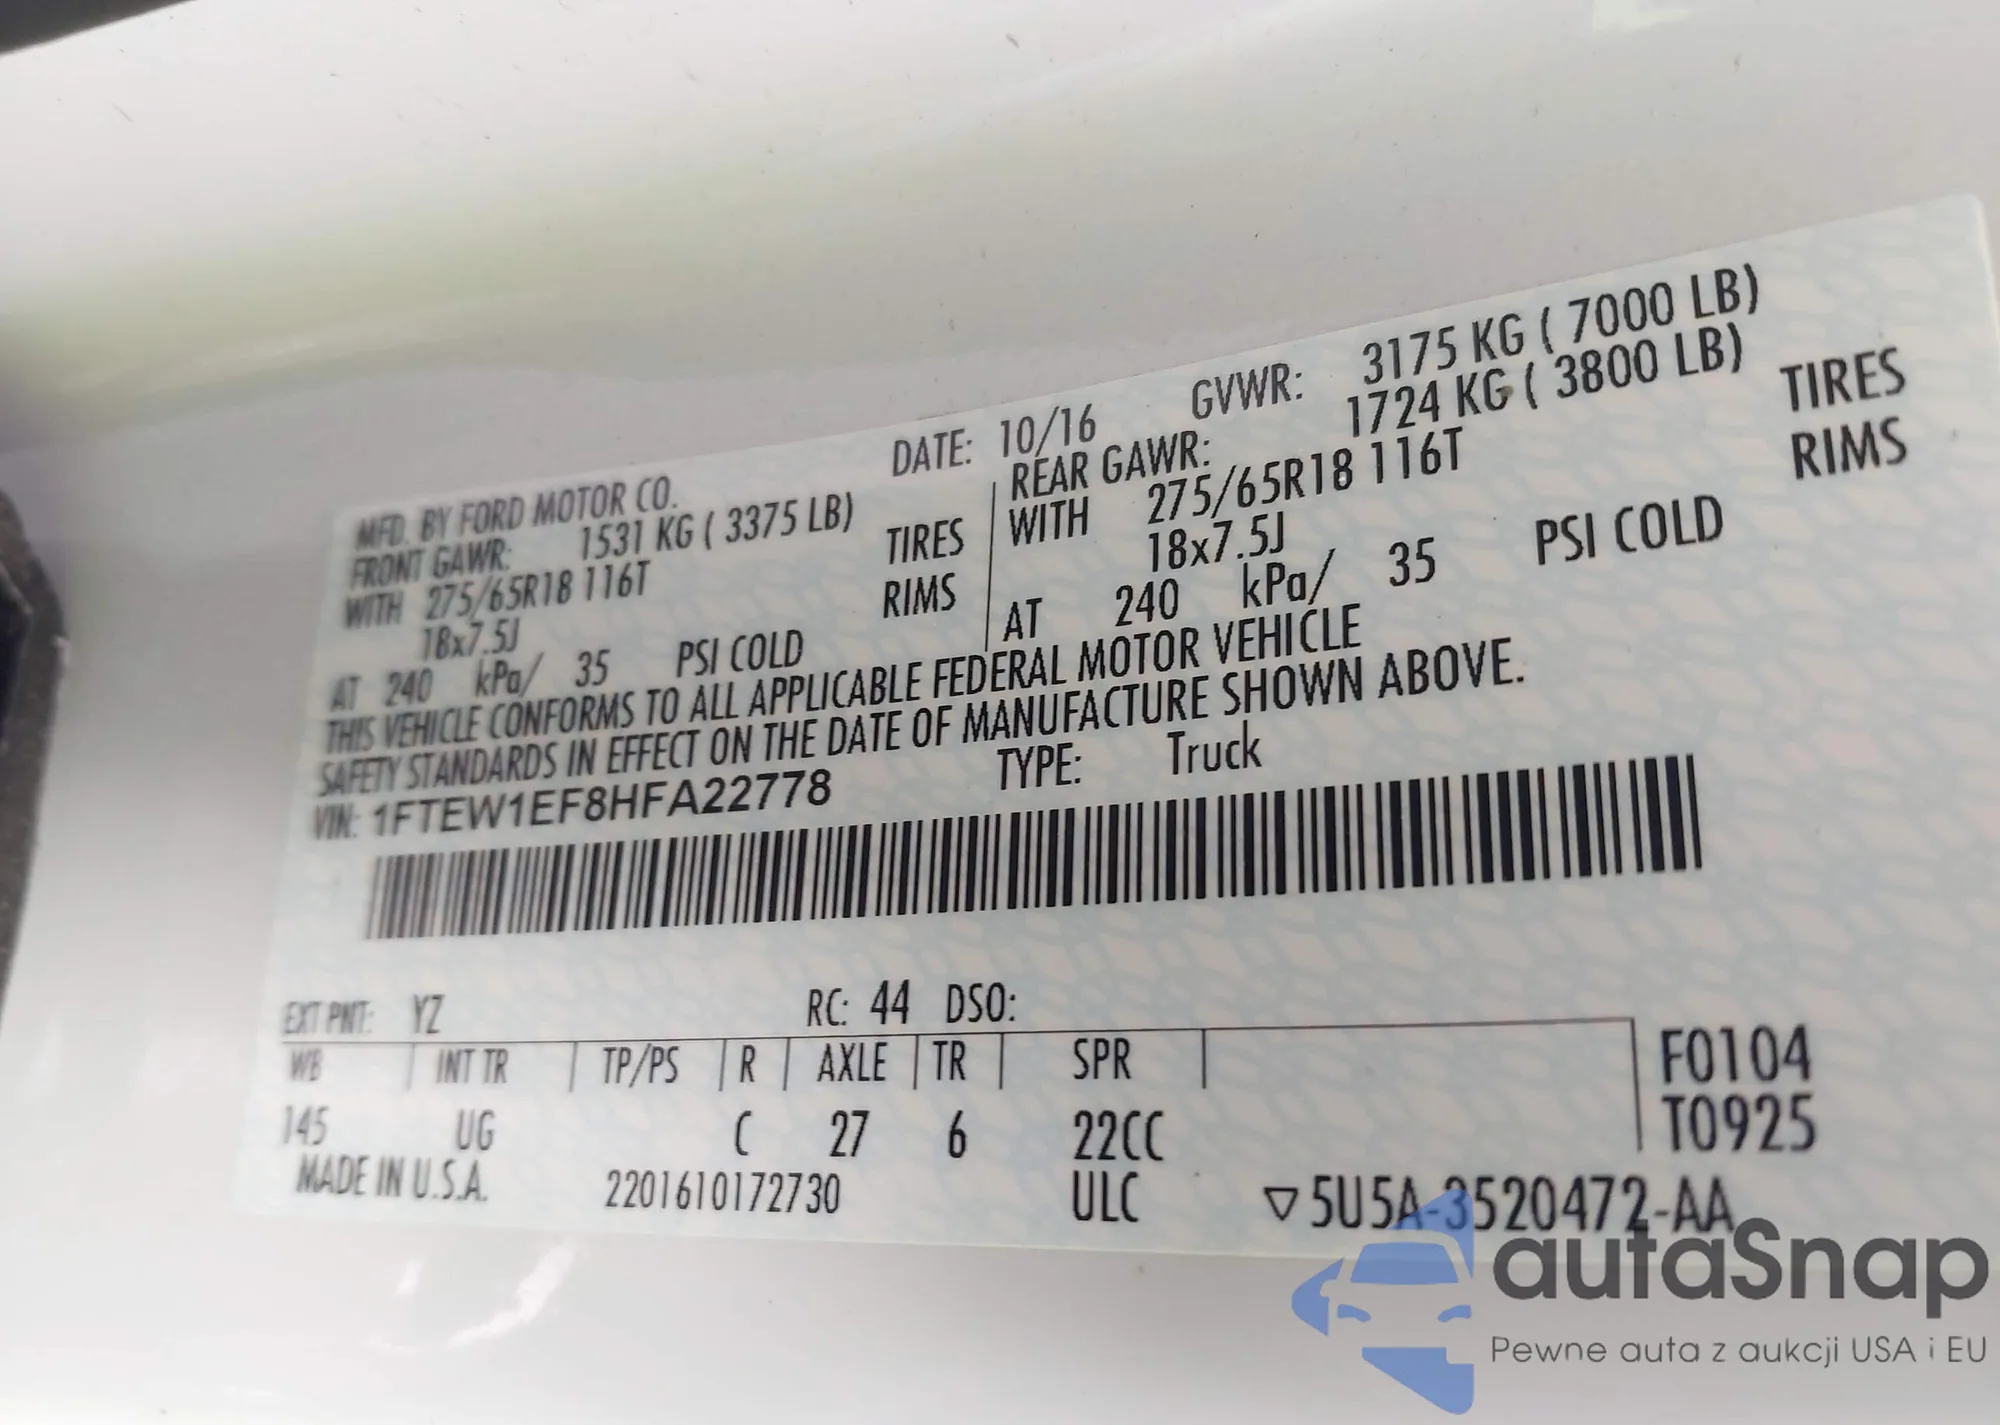 MFD. BY FORD MOTOR CO. DATE: 10/16 GVWR: 3175 KG ( 7000 LB)
FRONT GAWR: 1531 KG ( 3375 LB) REAR GAWR: 1724 KG ( 3800 LB)
WITH 275/65R18 116T TIRES WITH 275/65R18 116T TIRES
18x7.5J RIMS 18x7.5J RIMS
AT 240 kPa/ 35 PSI COLD AT 240 kPa/ 35 PSI COLD
THIS VEHICLE CONFORMS TO ALL APPLICABLE FEDERAL MOTOR VEHICLE
SAFETY STANDARDS IN EFFECT ON THE DATE OF MANUFACTURE SHOWN ABOVE.
VIN: 1FTEW1EF8HFA22778 TYPE: Truck
EXT PNT: YZ RC: 44 DSO:
WB INT TR TP/PS R AXLE TR SPR F0104
145 UG C 27 6 22CC T0925
MADE IN U.S.A. 2201610172730 ULC ▽5U5A-3520472-AA
autaSnap
Pewne auta z aukcji USA i EU